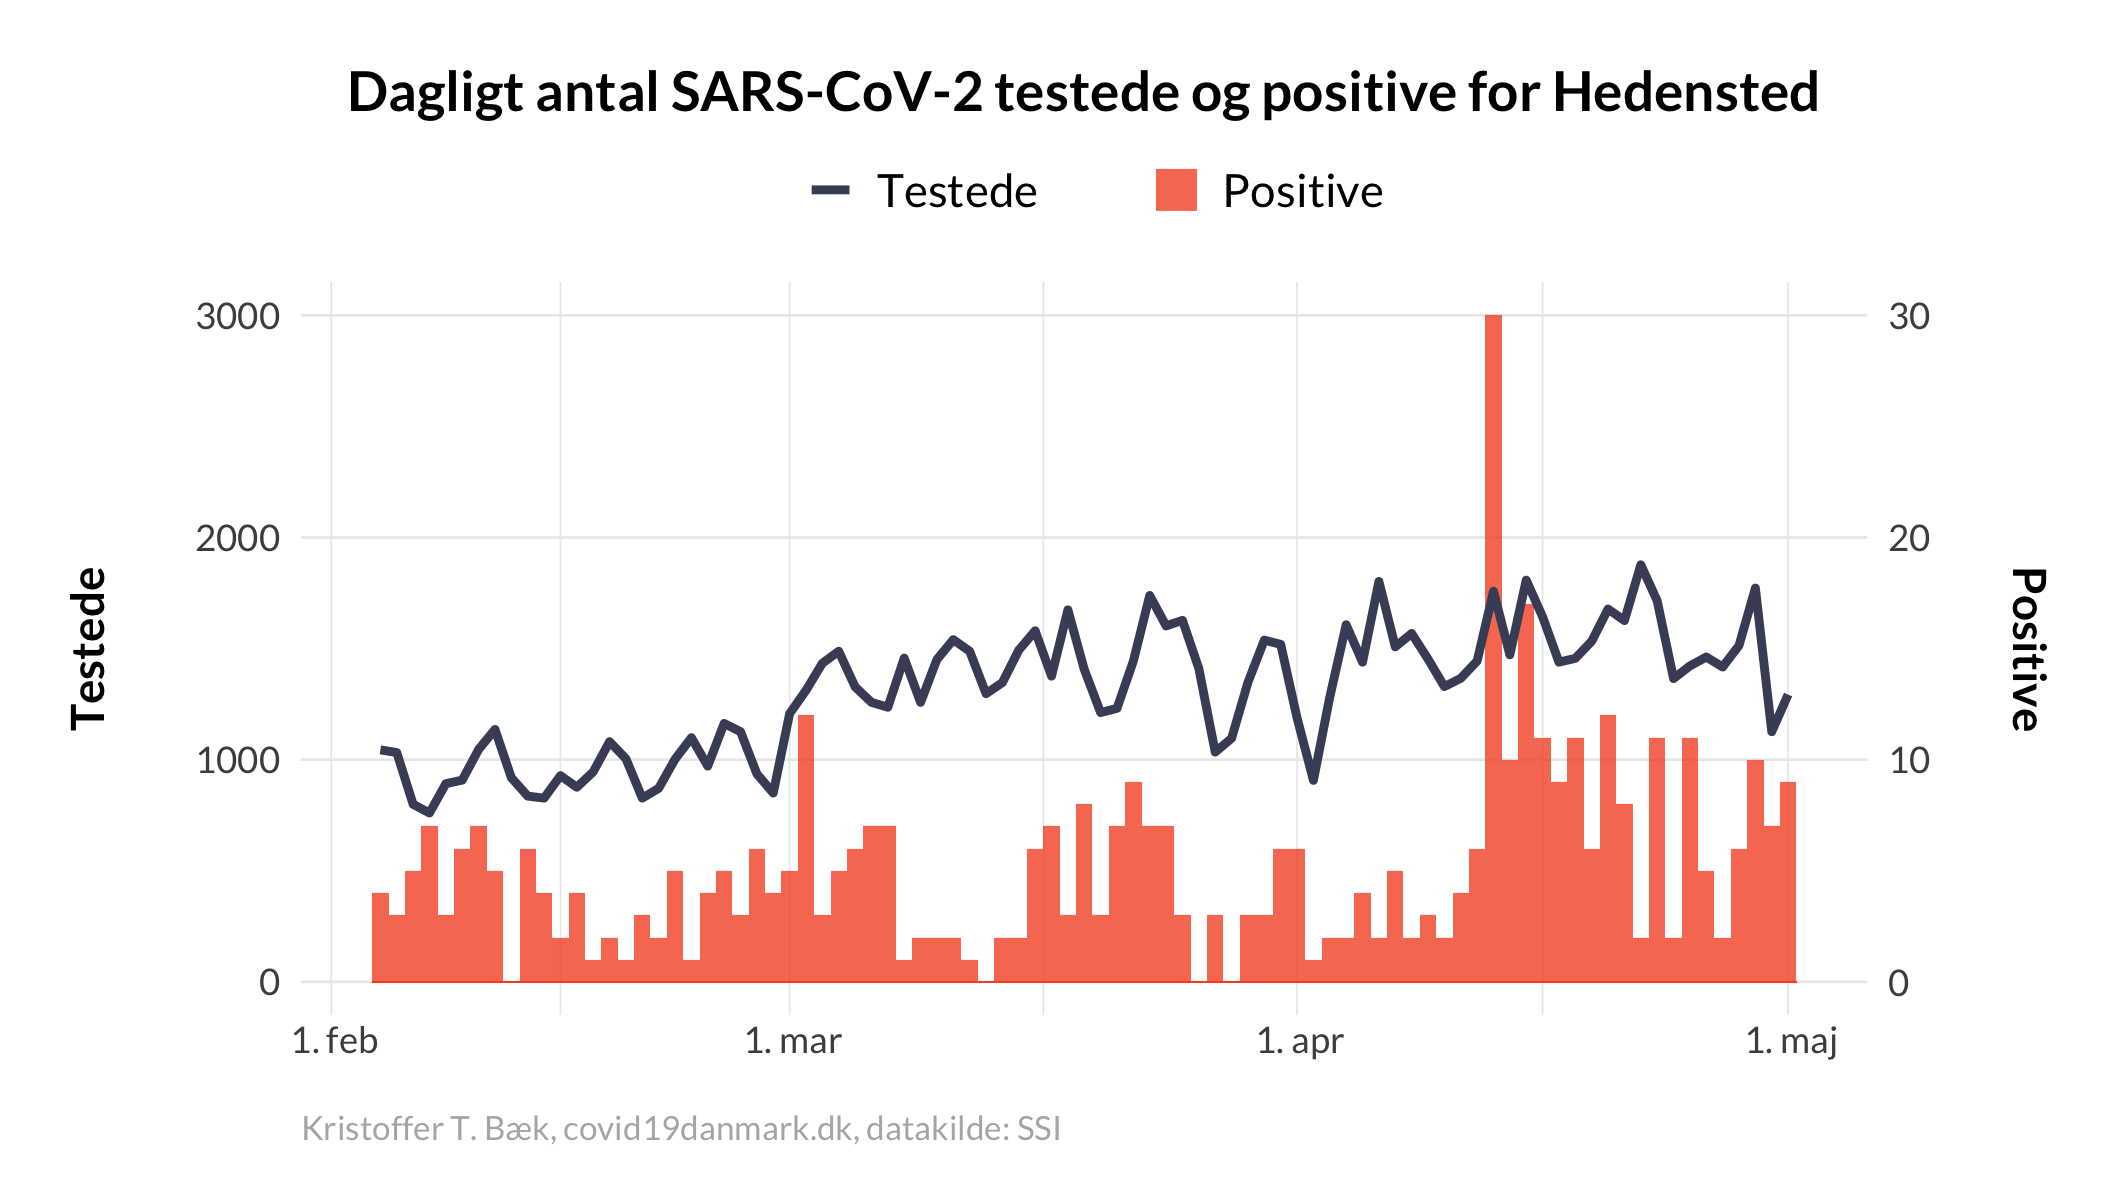 Dagligt antal SARS-CoV-2 testede og positive for Hedensted
Testede
Positive
3000
2000
1000
0
Testede
30
20
10
0
Positive
1. feb
1. mar
1. apr
1. maj
Kristoffer T. Bæk, covid19danmark.dk, datakilde: SSI